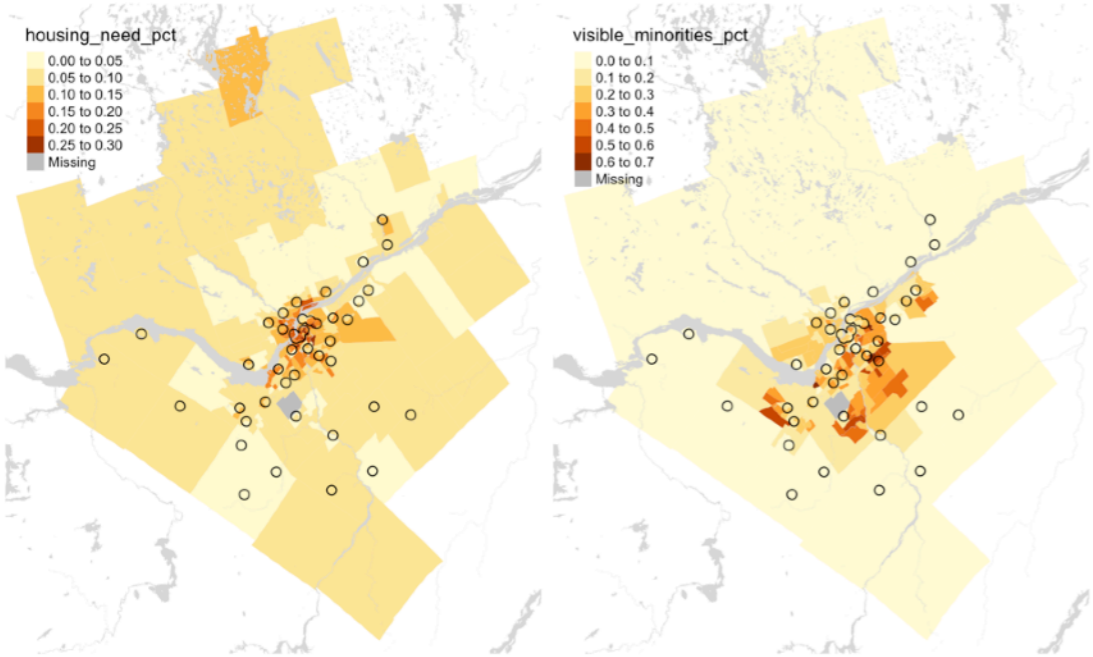 housing_need_pct
0.00 to 0.05
0.05 to 0.10
0.10 to 0.15
0.15 to 0.20
0.20 to 0.25
0.25 to 0.30
Missing
visible_minorities_pct
0.0 to 0.1
0.1 to 0.2
0.2 to 0.3
0.3 to 0.4
0.4 to 0.5
0.5 to 0.6
0.6 to 0.7
Missing